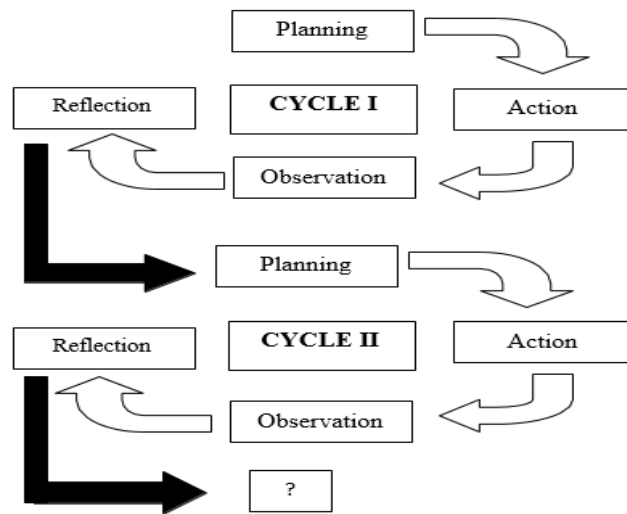 Planning
Reflection
CYCLE I
Action
Observation
Planning
Reflection
CYCLE II
Action
Observation
?